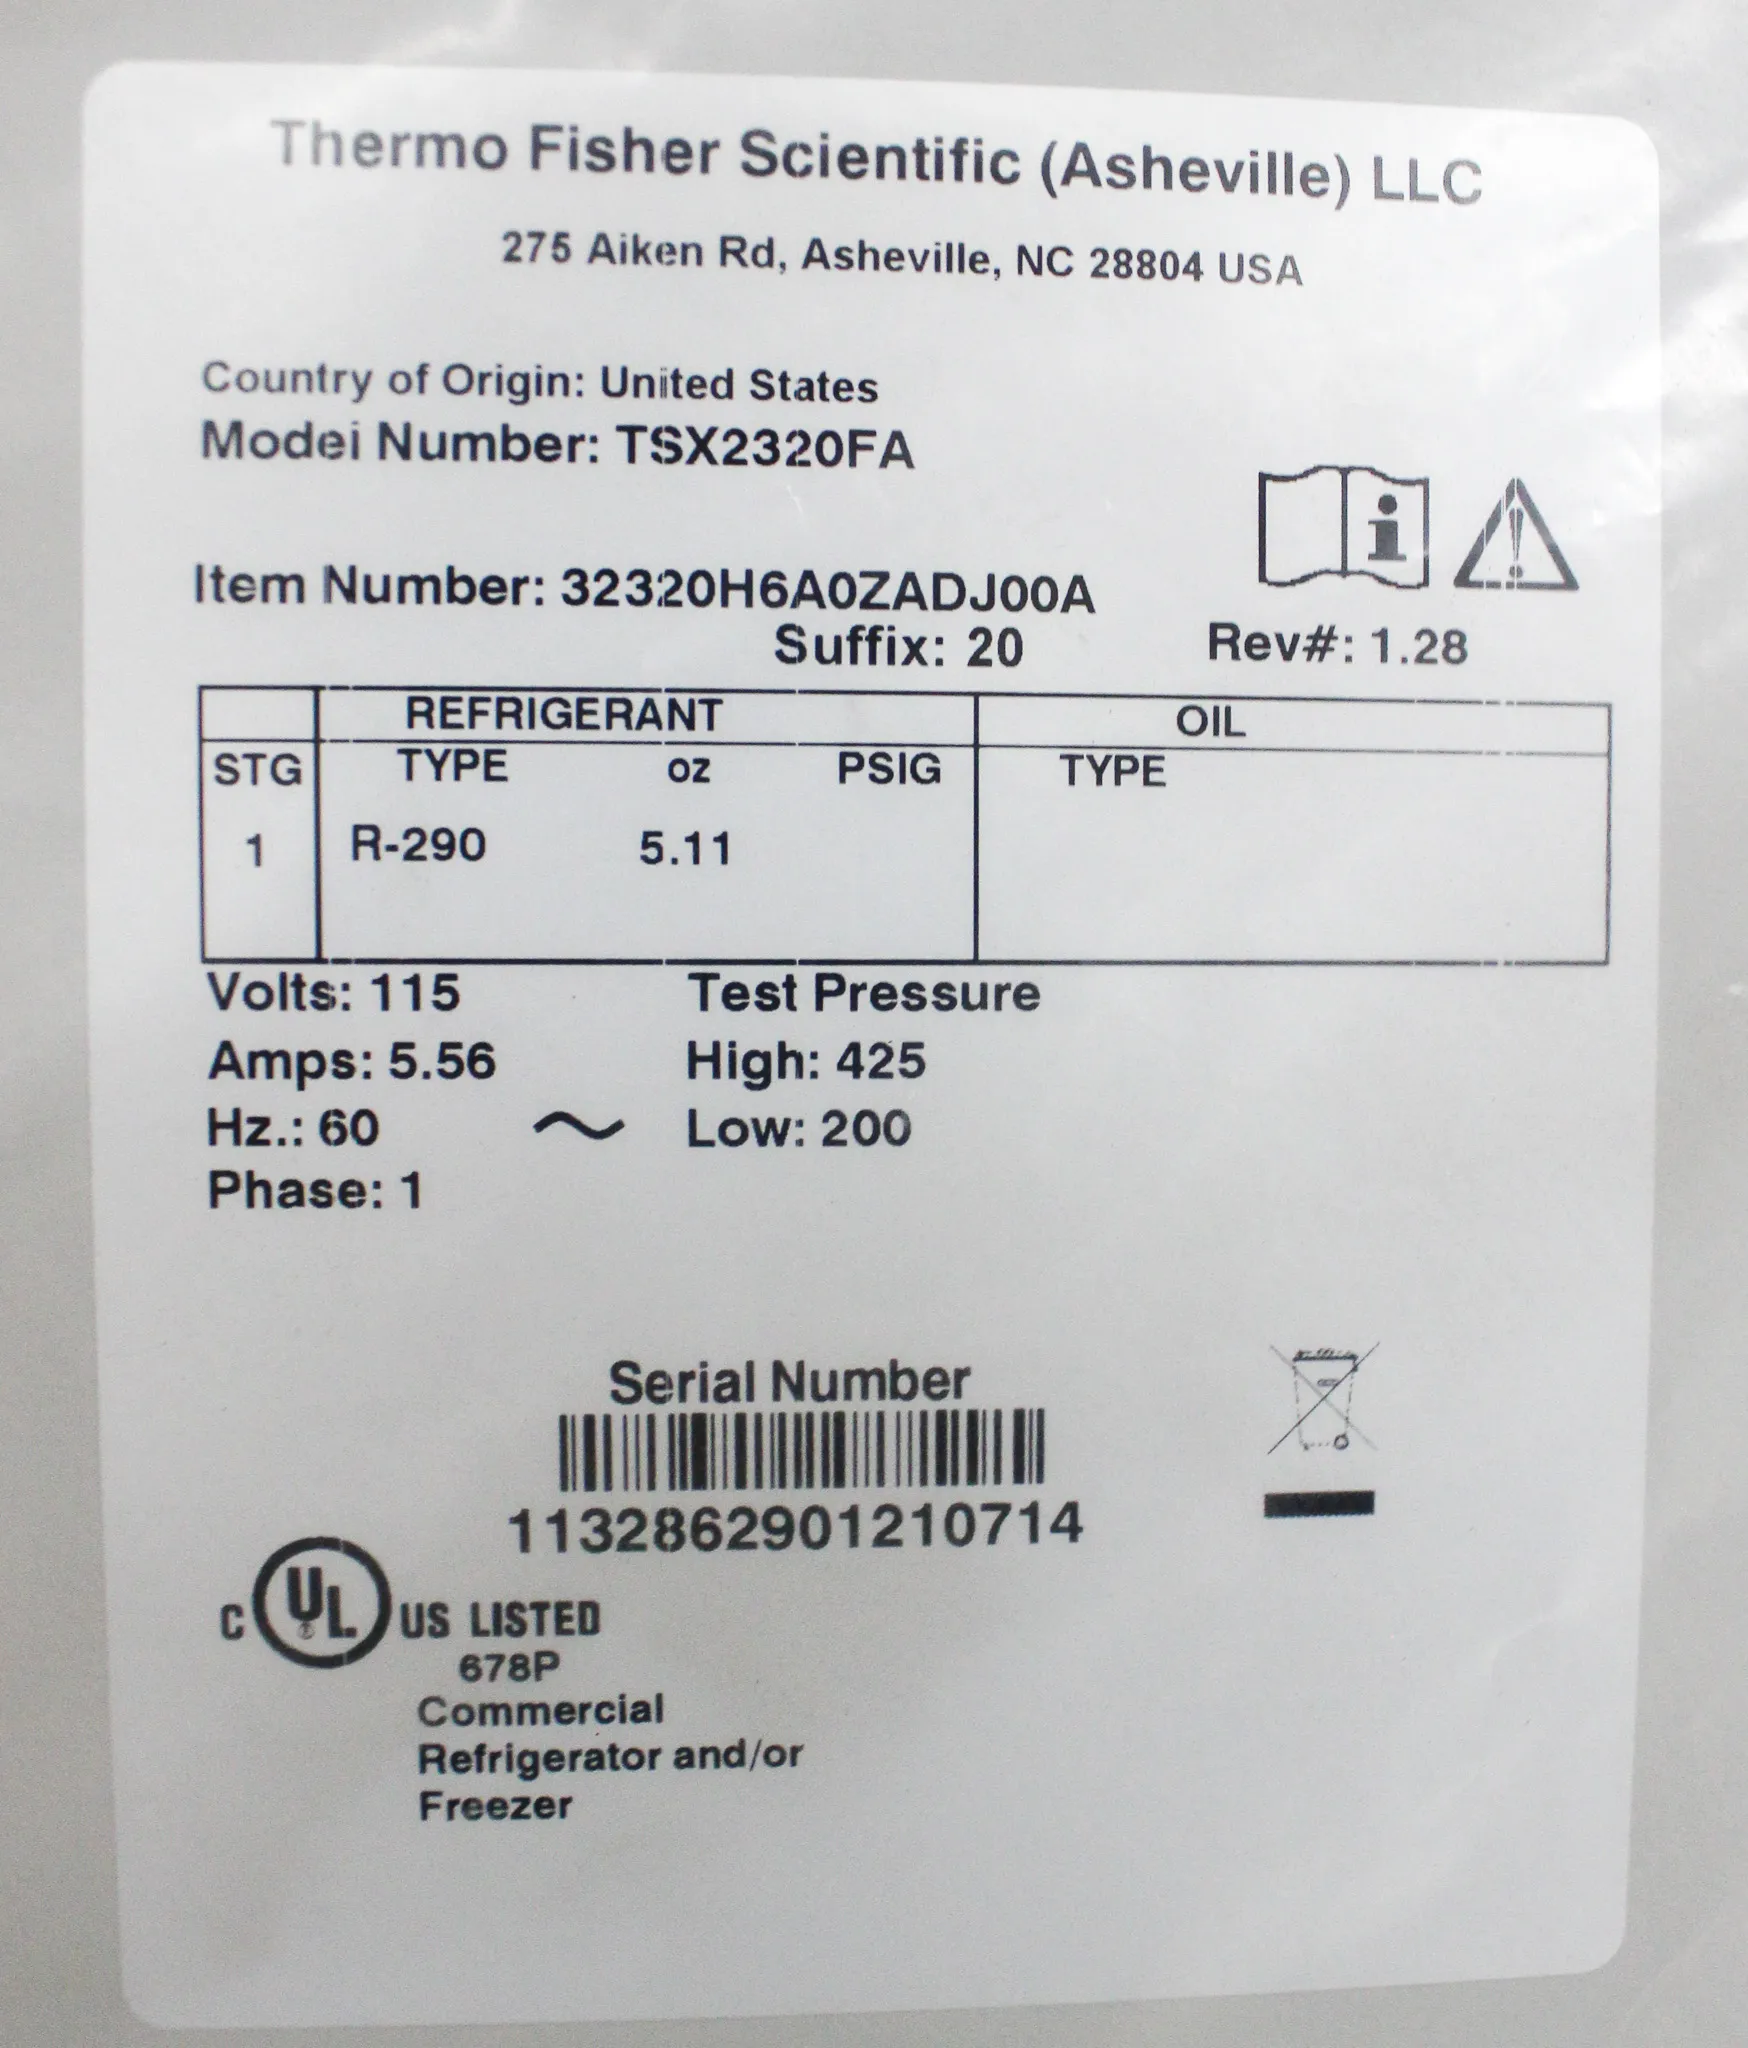 Thermo Fisher Scientific (Asheville) LLC
275 Aiken Rd, Asheville, NC 28804 USA
Country of Origin: United States
Model Number: TSX2320FA
Item Number: 32320H6A0ZADJ00A
Suffix: 20 Rev#: 1.28
REFRIGERANT OIL
STG TYPE oz PSIG TYPE
1 R-290 5.11
Volts: 115 Test Pressure
Amps: 5.56 High: 425
Hz.: 60 ~ Low: 200
Phase: 1
Serial Number
1132862901210714
C UL® US LISTED
678P
Commercial
Refrigerator and/or
Freezer